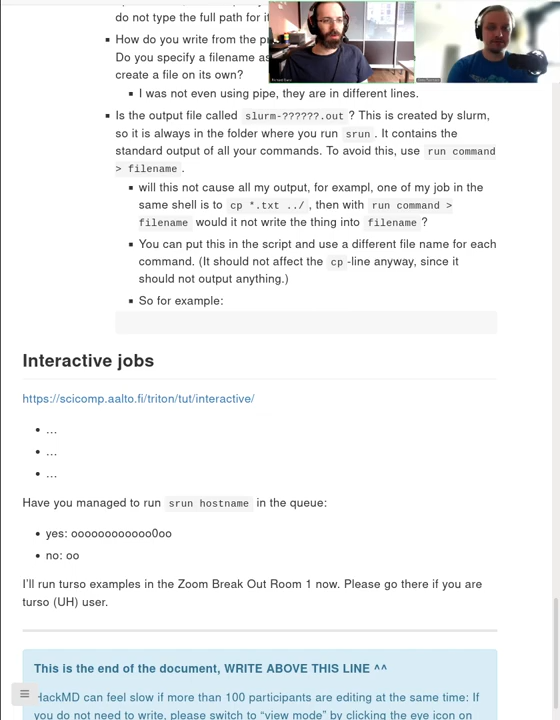 do not type the full path for it
How do you write from the
Do you specify a filename as
create a file on its own?
I was not even using pipe, they are in different lines.
Is the output file called slurm-??????.out ? This is created by slurm,
so it is always in the folder where you run srun . It contains the
standard output of all your commands. To avoid this, use run command
> filename .
will this not cause all my output, for exampl, one of my job in the
same shell is to cp *.txt ../ , then with run command >
filename would it not write the thing into filename ?
You can put this in the script and use a different file name for each
command. (It should not affect the cp -line anyway, since it
should not output anything.)
So for example:
Interactive jobs
https://scicomp.aalto.fi/triton/tut/interactive/
...
...
...
Have you managed to run srun hostname in the queue:
yes: oooooooooooo0oo
no: oo
I'll run turso examples in the Zoom Break Out Room 1 now. Please go there if you are
turso (UH) user.
This is the end of the document, WRITE ABOVE THIS LINE ^^
HackMD can feel slow if more than 100 participants are editing at the same time: If
you do not need to write, please switch to “view mode” by clicking the eye icon on